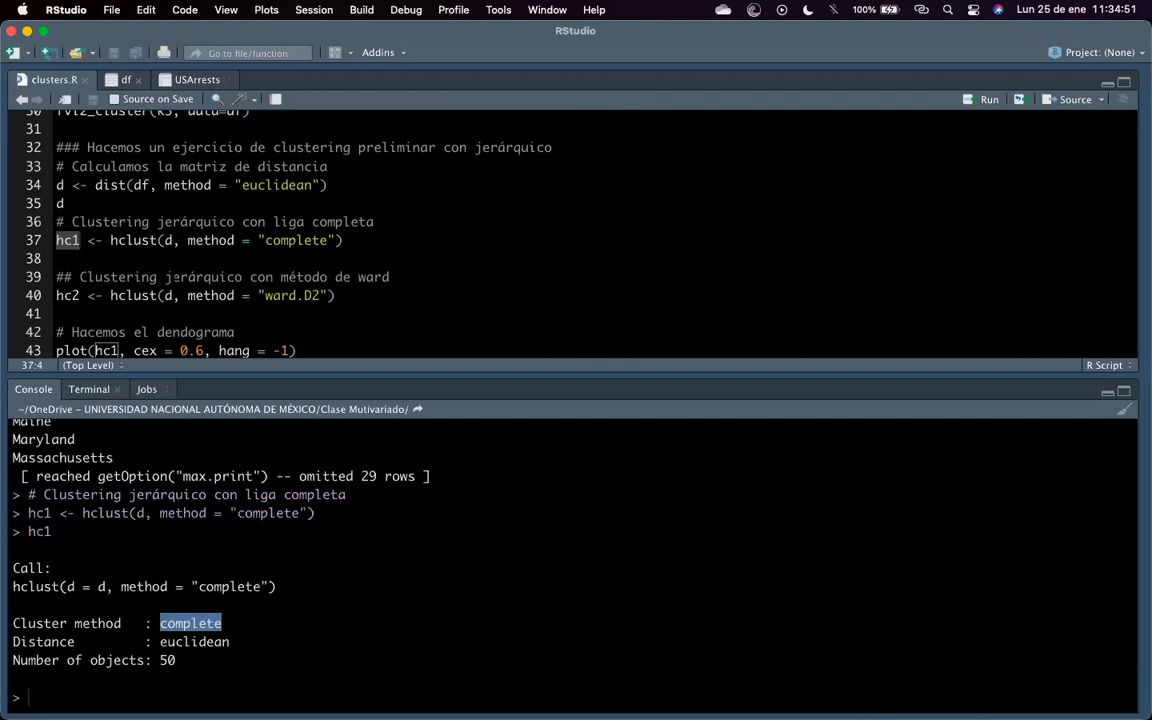 RStudio File Edit Code View Plots Session Build Debug Profile Tools Window Help 100% Lun 25 de ene 11:34:51
RStudio
Go to file/function Addins Project: (None)
clusters.R df USArrests
Source on Save Run Source
30 fviz_cluster(k5, data=df)
31
32 ### Hacemos un ejercicio de clustering preliminar con jerárquico
33 # Calculamos la matriz de distancia
34 d <- dist(df, method = "euclidean")
35 d
36 # Clustering jerárquico con liga completa
37 hc1 <- hclust(d, method = "complete")
38
39 ## Clustering jerárquico con método de ward
40 hc2 <- hclust(d, method = "ward.D2")
41
42 # Hacemos el dendograma
43 plot(hc1, cex = 0.6, hang = -1)
37:4 (Top Level) R Script
Console Terminal Jobs
~/OneDrive - UNIVERSIDAD NACIONAL AUTÓNOMA DE MÉXICO/Clase Mutivariado/
Maine
Maryland
Massachusetts
[ reached getOption("max.print") -- omitted 29 rows ]
> # Clustering jerárquico con liga completa
> hc1 <- hclust(d, method = "complete")
> hc1
Call:
hclust(d = d, method = "complete")
Cluster method : complete
Distance : euclidean
Number of objects: 50
>